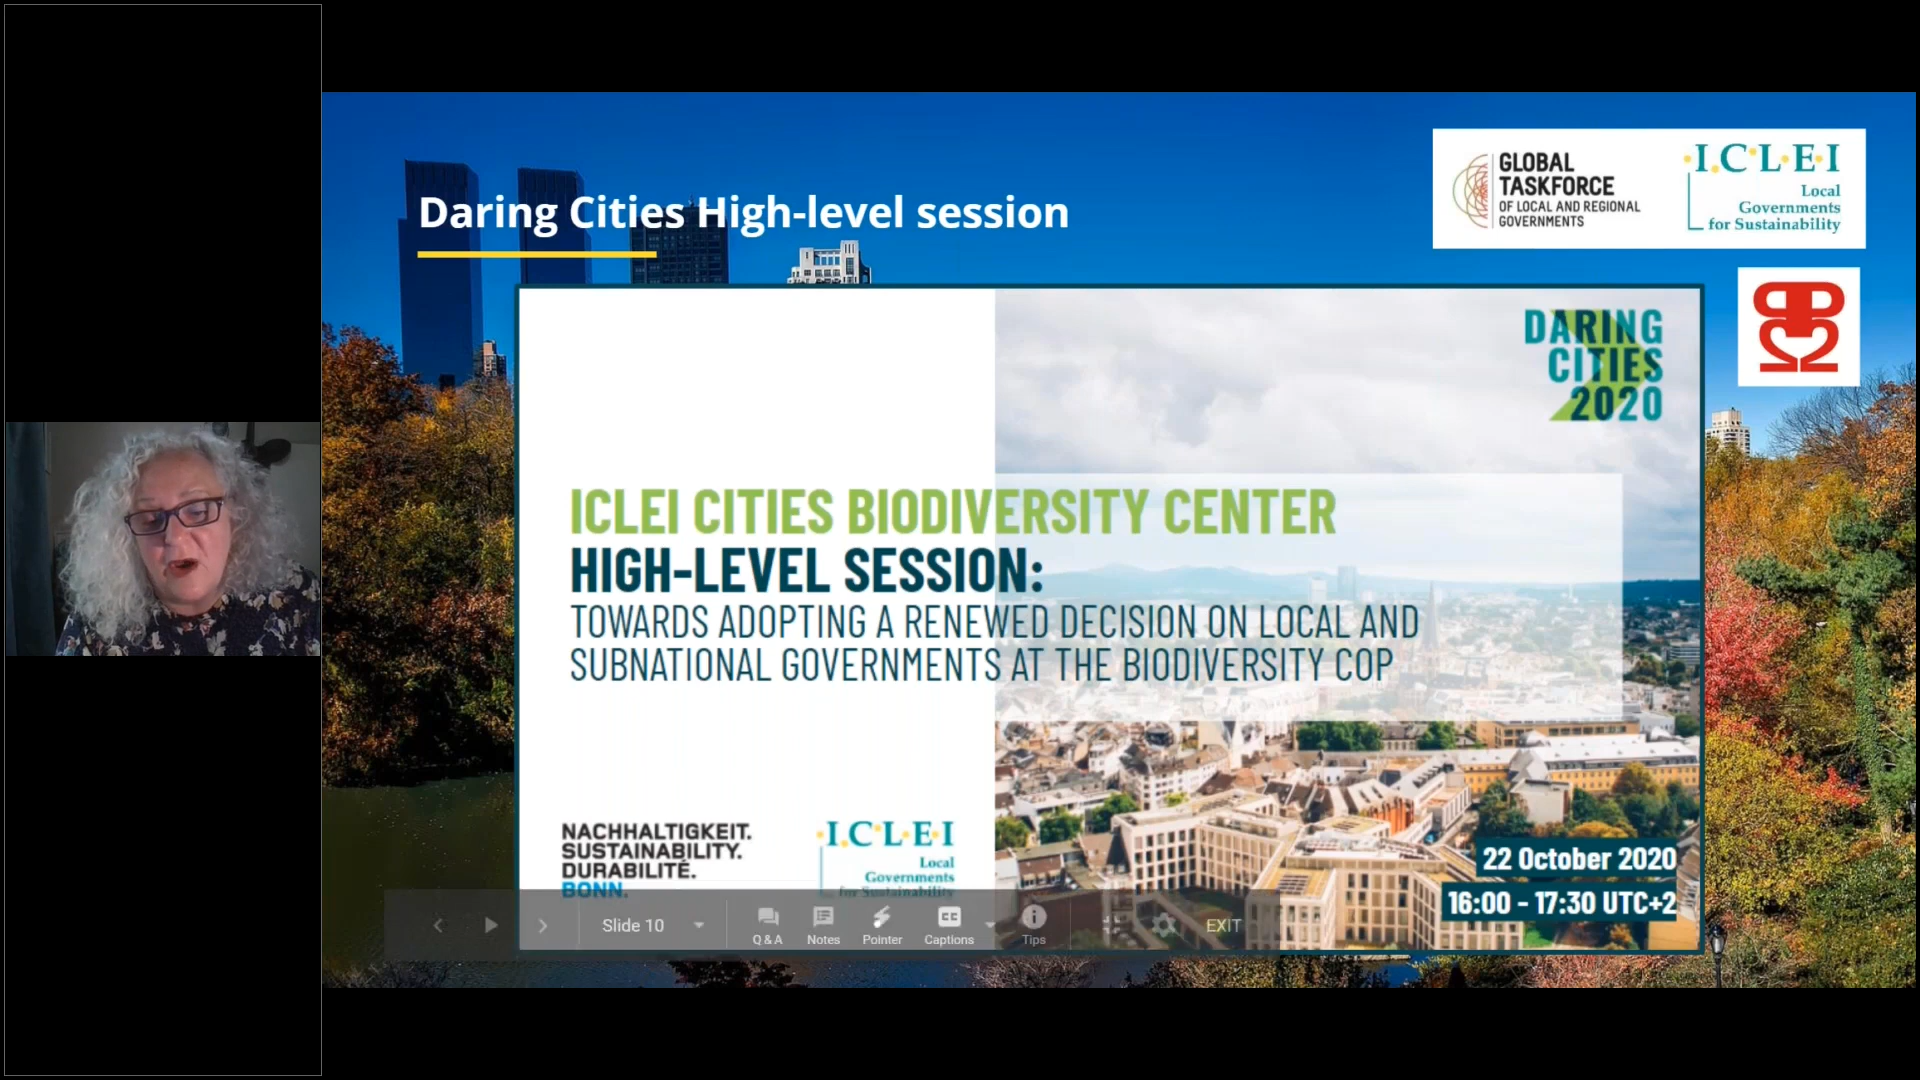 Daring Cities High-level session
GLOBAL
TASKFORCE
OF LOCAL AND REGIONAL
GOVERNMENTS
I.C.L.E.I
Local
Governments
for Sustainability
DARING
CITIES
2020
ICLEI CITIES BIODIVERSITY CENTER
HIGH-LEVEL SESSION:
TOWARDS ADOPTING A RENEWED DECISION ON LOCAL AND
SUBNATIONAL GOVERNMENTS AT THE BIODIVERSITY COP
NACHHALTIGKEIT.
SUSTAINABILITY.
DURABILITÉ.
BONN.
I.C.L.E.I
Local
Governments
for Sustainability
22 October 2020
16:00 - 17:30 UTC+2
Slide 10
Q & A
Notes
Pointer
CC
Captions
Tips
EXIT